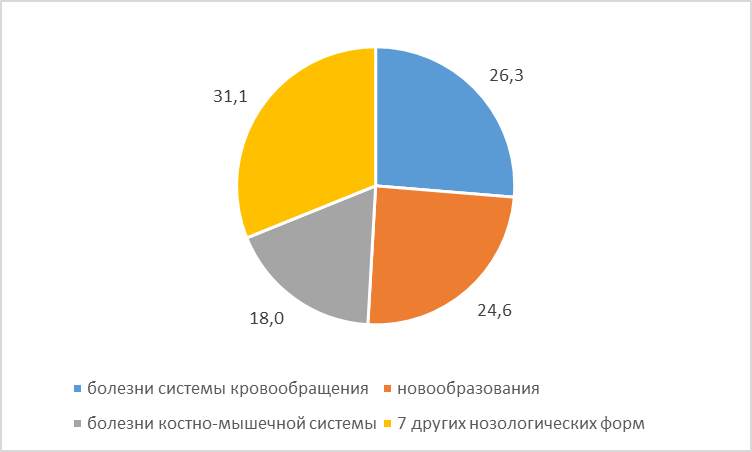 26,3
31,1
24,6
18,0
болезни системы кровообращения новообразования
болезни костно-мышечной системы 7 других нозологических форм